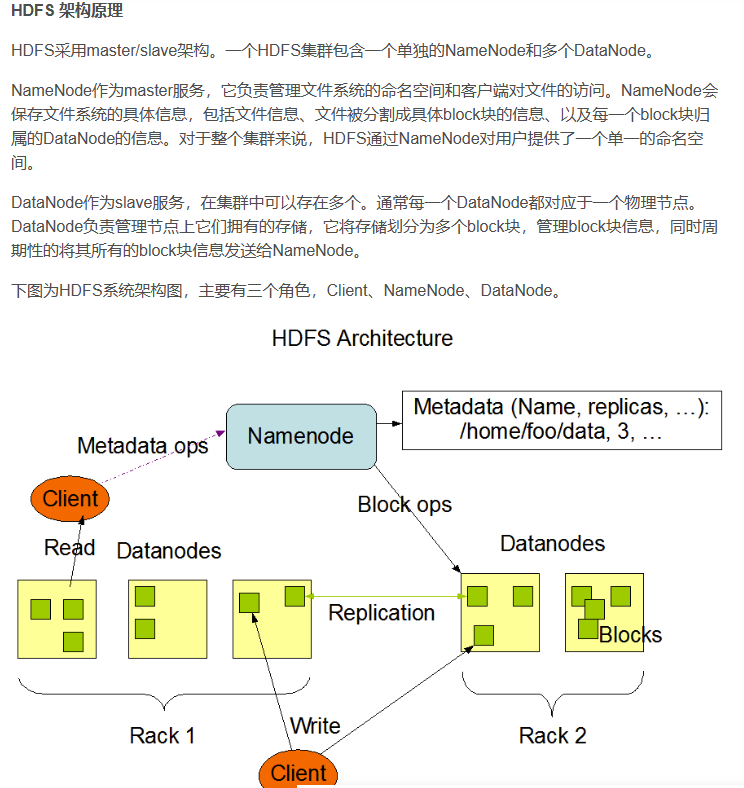 HDFS 架构原理
HDFS采用master/slave架构。一个HDFS集群包含一个单独的NameNode和多个DataNode。
NameNode作为master服务，它负责管理文件系统的命名空间和客户端对文件的访问。NameNode会
保存文件系统的具体信息，包括文件信息、文件被分割成具体block块的信息、以及每一个block块归
属的DataNode的信息。对于整个集群来说，HDFS通过NameNode对用户提供了一个单一的命名空
间。
DataNode作为slave服务，在集群中可以存在多个。通常每一个DataNode都对应于一个物理节点。
DataNode负责管理节点上它们拥有的存储，它将存储划分为多个block块，管理block块信息，同时周
期性的将其所有的block块信息发送给NameNode。
下图为HDFS系统架构图，主要有三个角色，Client、NameNode、DataNode。
HDFS Architecture
Metadata (Name, replicas, …):
/home/foo/data, 3, …
Namenode
Metadata ops
Client
Block ops
Read
Datanodes
Datanodes
Replication
Blocks
Write
Rack 1
Rack 2
Client